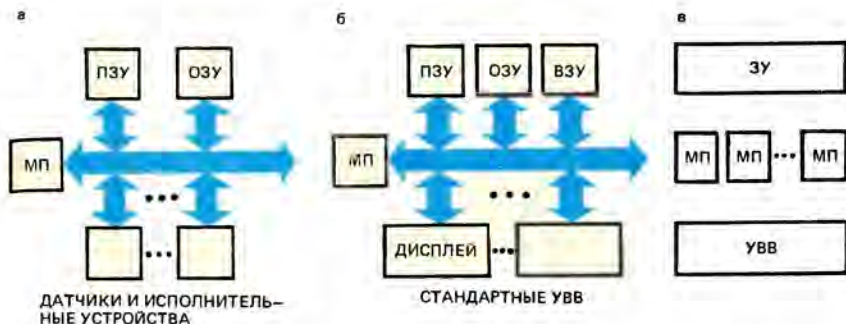 а
ПЗУ
ОЗУ
МП
...
...
ДАТЧИКИ И ИСПОЛНИТЕЛЬ–
НЫЕ УСТРОЙСТВА
б
ПЗУ
ОЗУ
ВЗУ
МП
...
ДИСПЛЕЙ ...
СТАНДАРТНЫЕ УВВ
в
ЗУ
МП МП ... МП
УВВ